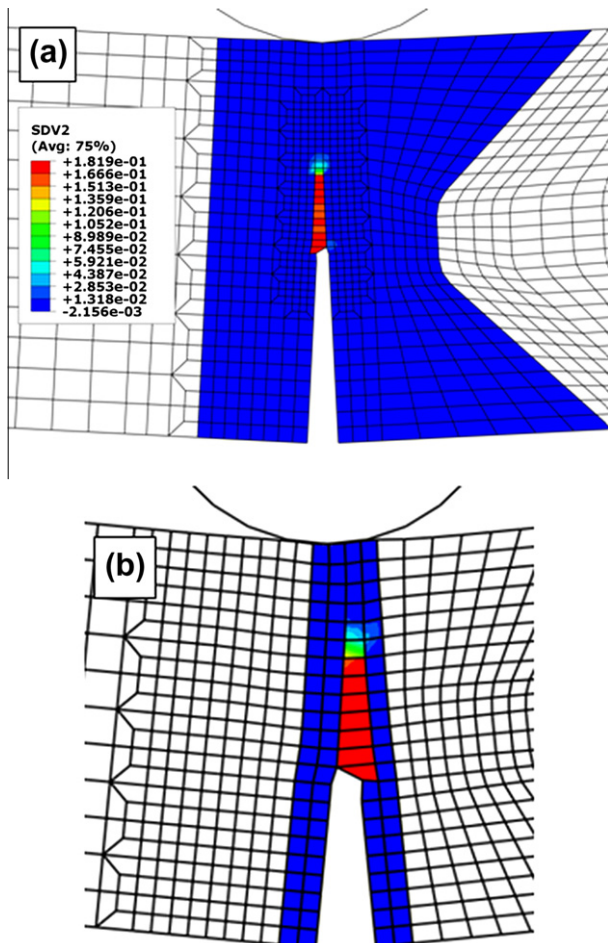 (a)
SDV2
(Avg: 75%)
+1.819e-01
+1.666e-01
+1.513e-01
+1.359e-01
+1.206e-01
+1.052e-01
+8.989e-02
+7.455e-02
+5.921e-02
+4.387e-02
+2.853e-02
+1.318e-02
-2.156e-03
(b)